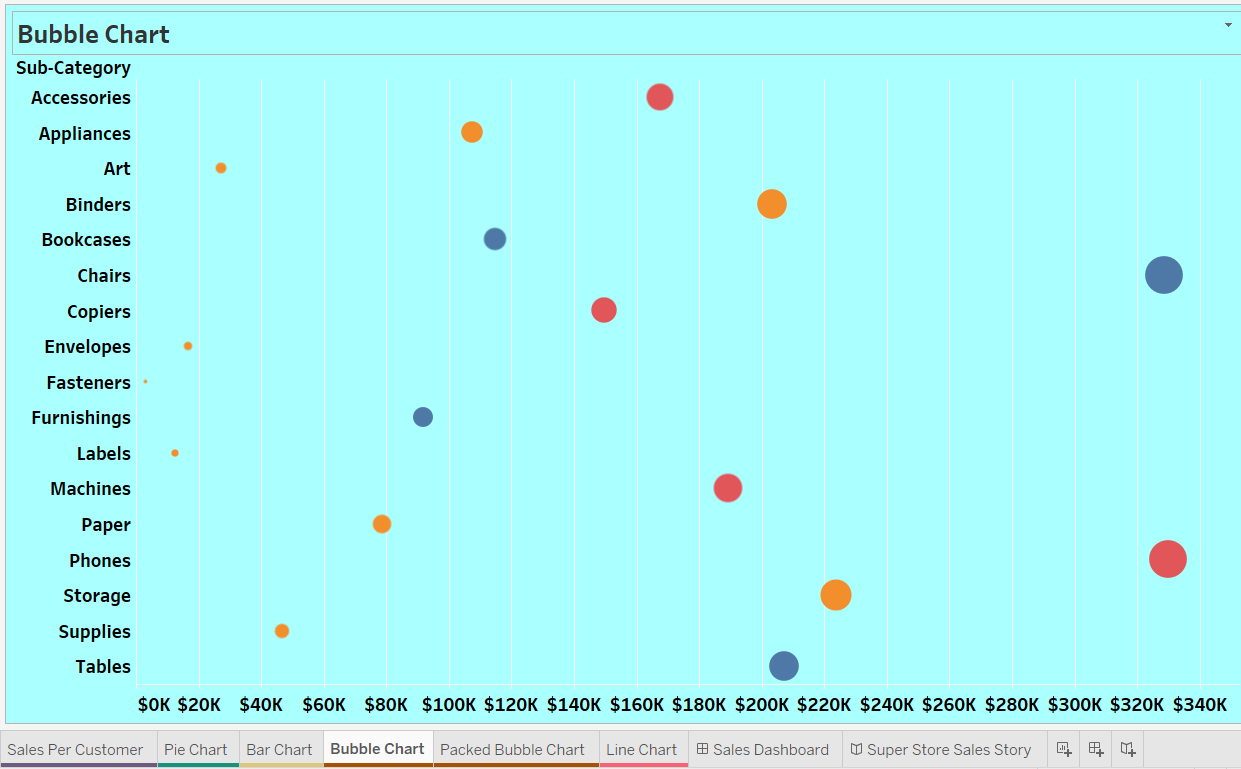 Bubble Chart
Sub-Category
Accessories
Appliances
Art
Binders
Bookcases
Chairs
Copiers
Envelopes
Fasteners
Furnishings
Labels
Machines
Paper
Phones
Storage
Supplies
Tables
$0K $20K $40K $60K $80K $100K $120K $140K $160K $180K $200K $220K $240K $260K $280K $300K $320K $340K
Sales Per Customer Pie Chart Bar Chart Bubble Chart Packed Bubble Chart Line Chart Sales Dashboard Super Store Sales Story